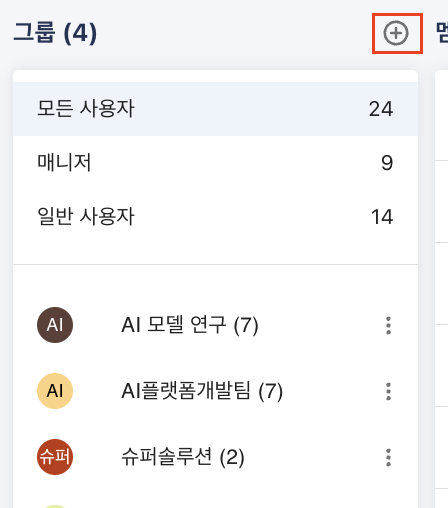 그룹 (4)
모든 사용자 24
매니저 9
일반 사용자 14
AI AI 모델 연구 (7)
AI AI플랫폼개발팀 (7)
슈퍼 슈퍼솔루션 (2)